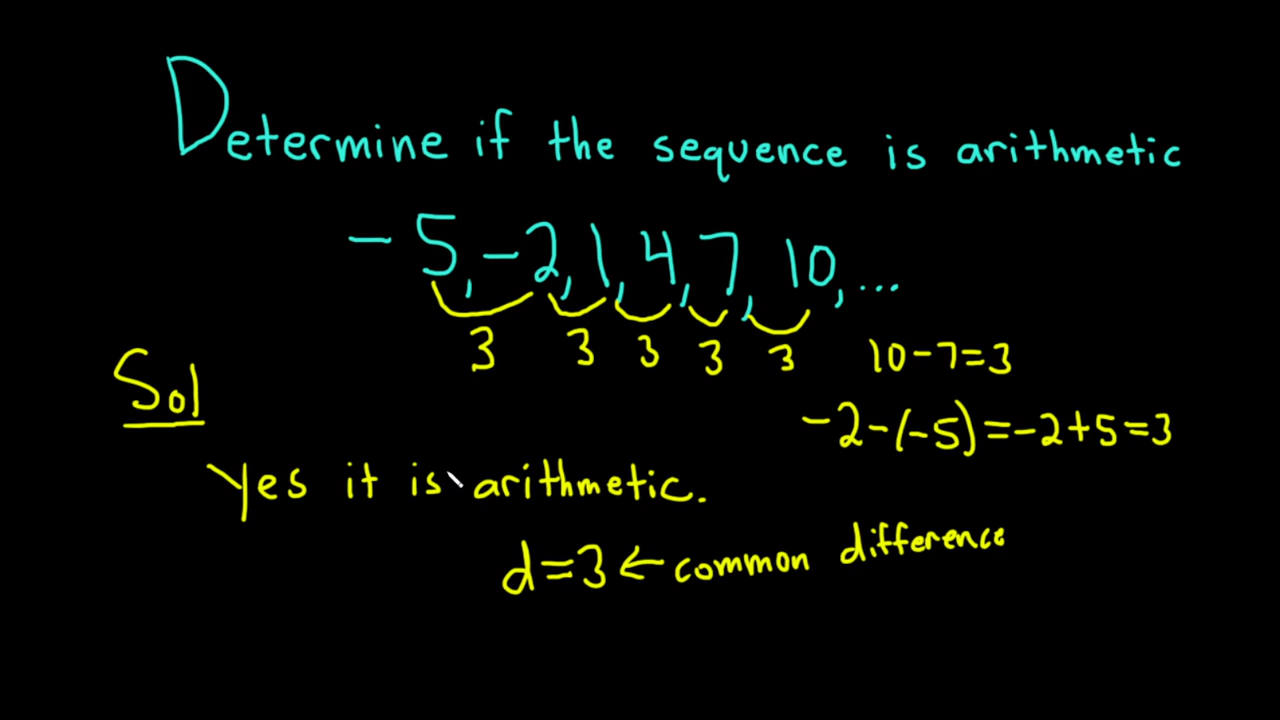 Determine if the sequence is arithmetic
-5, -2, 1, 4, 7, 10, ...
3 3 3 3 3 10-7=3
Sol
-2-(-5)=-2+5=3
Yes it is arithmetic.
d=3 ← common difference